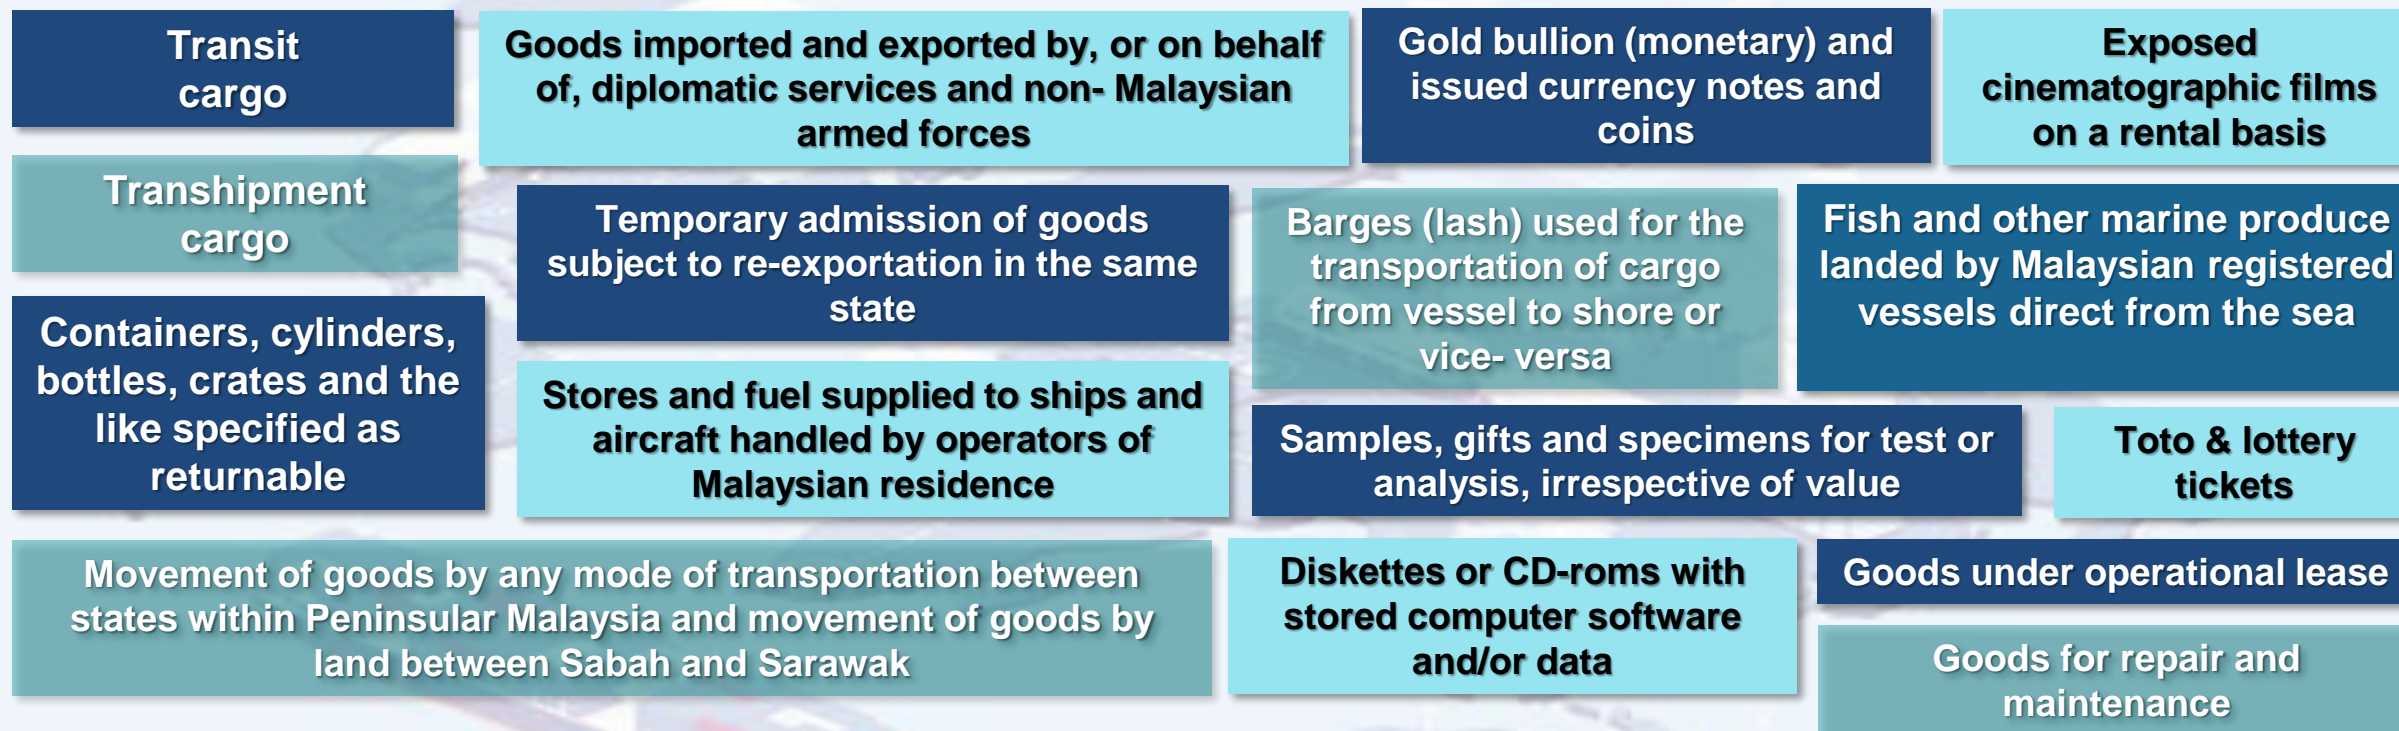 Transit
cargo
Goods imported and exported by, or on behalf
of, diplomatic services and non- Malaysian
armed forces
Gold bullion (monetary) and
issued currency notes and
coins
Exposed
cinematographic films
on a rental basis
Transhipment
cargo
Temporary admission of goods
subject to re-exportation in the same
state
Barges (lash) used for the
transportation of cargo
from vessel to shore or
vice- versa
Fish and other marine produce
landed by Malaysian registered
vessels direct from the sea
Containers, cylinders,
bottles, crates and the
like specified as
returnable
Stores and fuel supplied to ships and
aircraft handled by operators of
Malaysian residence
Samples, gifts and specimens for test or
analysis, irrespective of value
Toto & lottery
tickets
Movement of goods by any mode of transportation between
states within Peninsular Malaysia and movement of goods by
land between Sabah and Sarawak
Diskettes or CD-roms with
stored computer software
and/or data
Goods under operational lease
Goods for repair and
maintenance